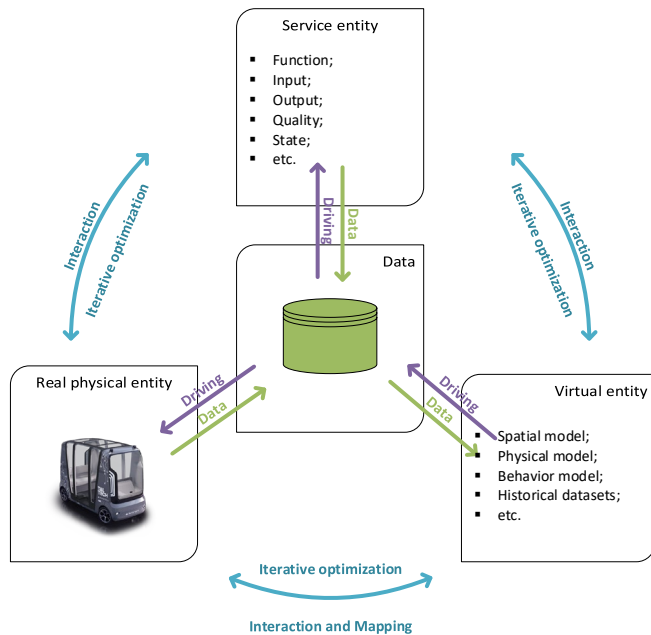 Service entity
▪ Function;
▪ Input;
▪ Output;
▪ Quality;
▪ State;
▪ etc.
Interaction
Iterative optimization
Iterative optimization
Interaction
Driving
Data
Data
Real physical entity
Driving
Data
Driving
Data
Virtual entity
▪ Spatial model;
▪ Physical model;
▪ Behavior model;
▪ Historical datasets;
▪ etc.
Iterative optimization
Interaction and Mapping